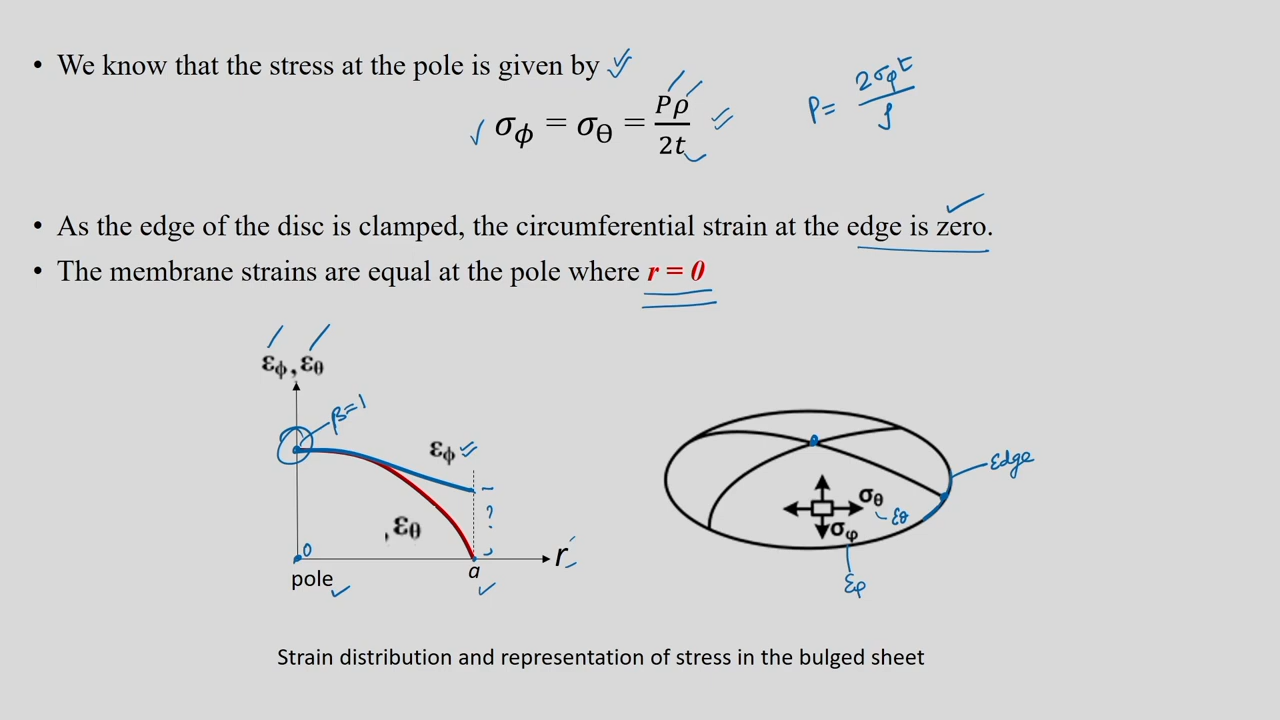 • We know that the stress at the pole is given by
σϕ = σθ = Pρ / 2t
P = 2σϕt / ρ
• As the edge of the disc is clamped, the circumferential strain at the edge is zero.
• The membrane strains are equal at the pole where r = 0
εϕ, εθ
β=1
εϕ
?
, εθ
0
r
pole
a
Edge
σθ
εθ
σφ
εφ
Strain distribution and representation of stress in the bulged sheet